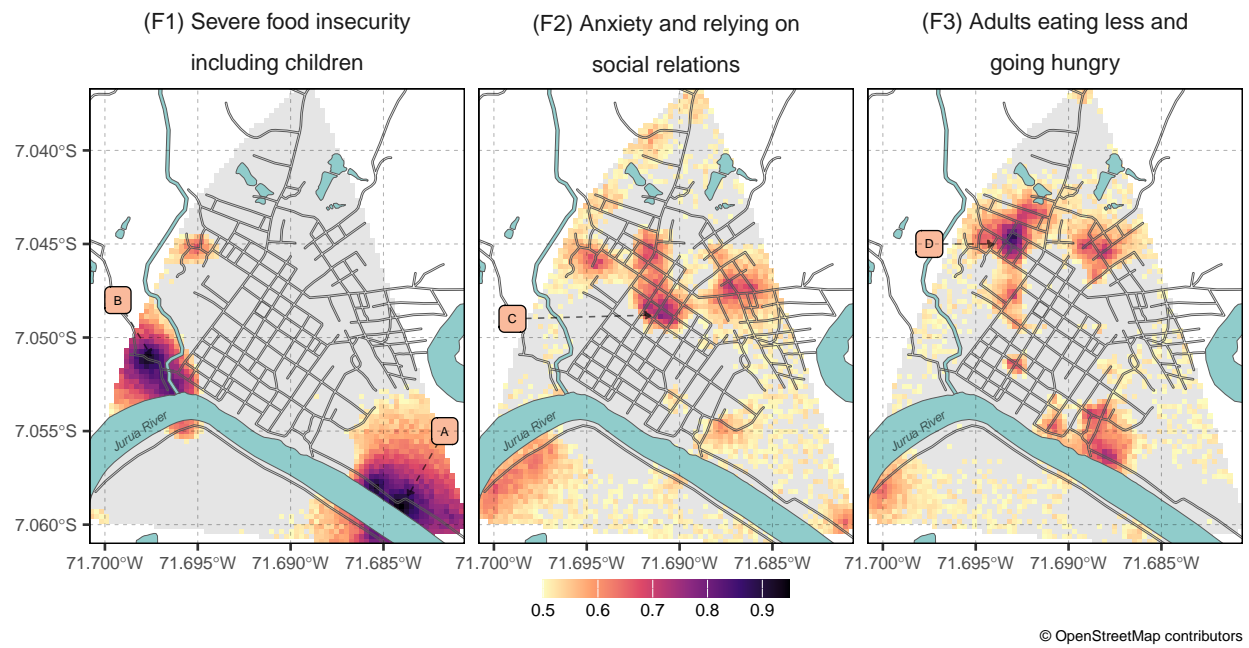 (F1) Severe food insecurity
including children
(F2) Anxiety and relying on
social relations
(F3) Adults eating less and
going hungry
7.040°S
7.045°S
7.050°S
7.055°S
7.060°S
B
A
Jurua River
C
Jurua River
D
Jurua River
71.700°W 71.695°W 71.690°W 71.685°W
71.700°W 71.695°W 71.690°W 71.685°W
71.700°W 71.695°W 71.690°W 71.685°W
0.5 0.6 0.7 0.8 0.9
© OpenStreetMap contributors